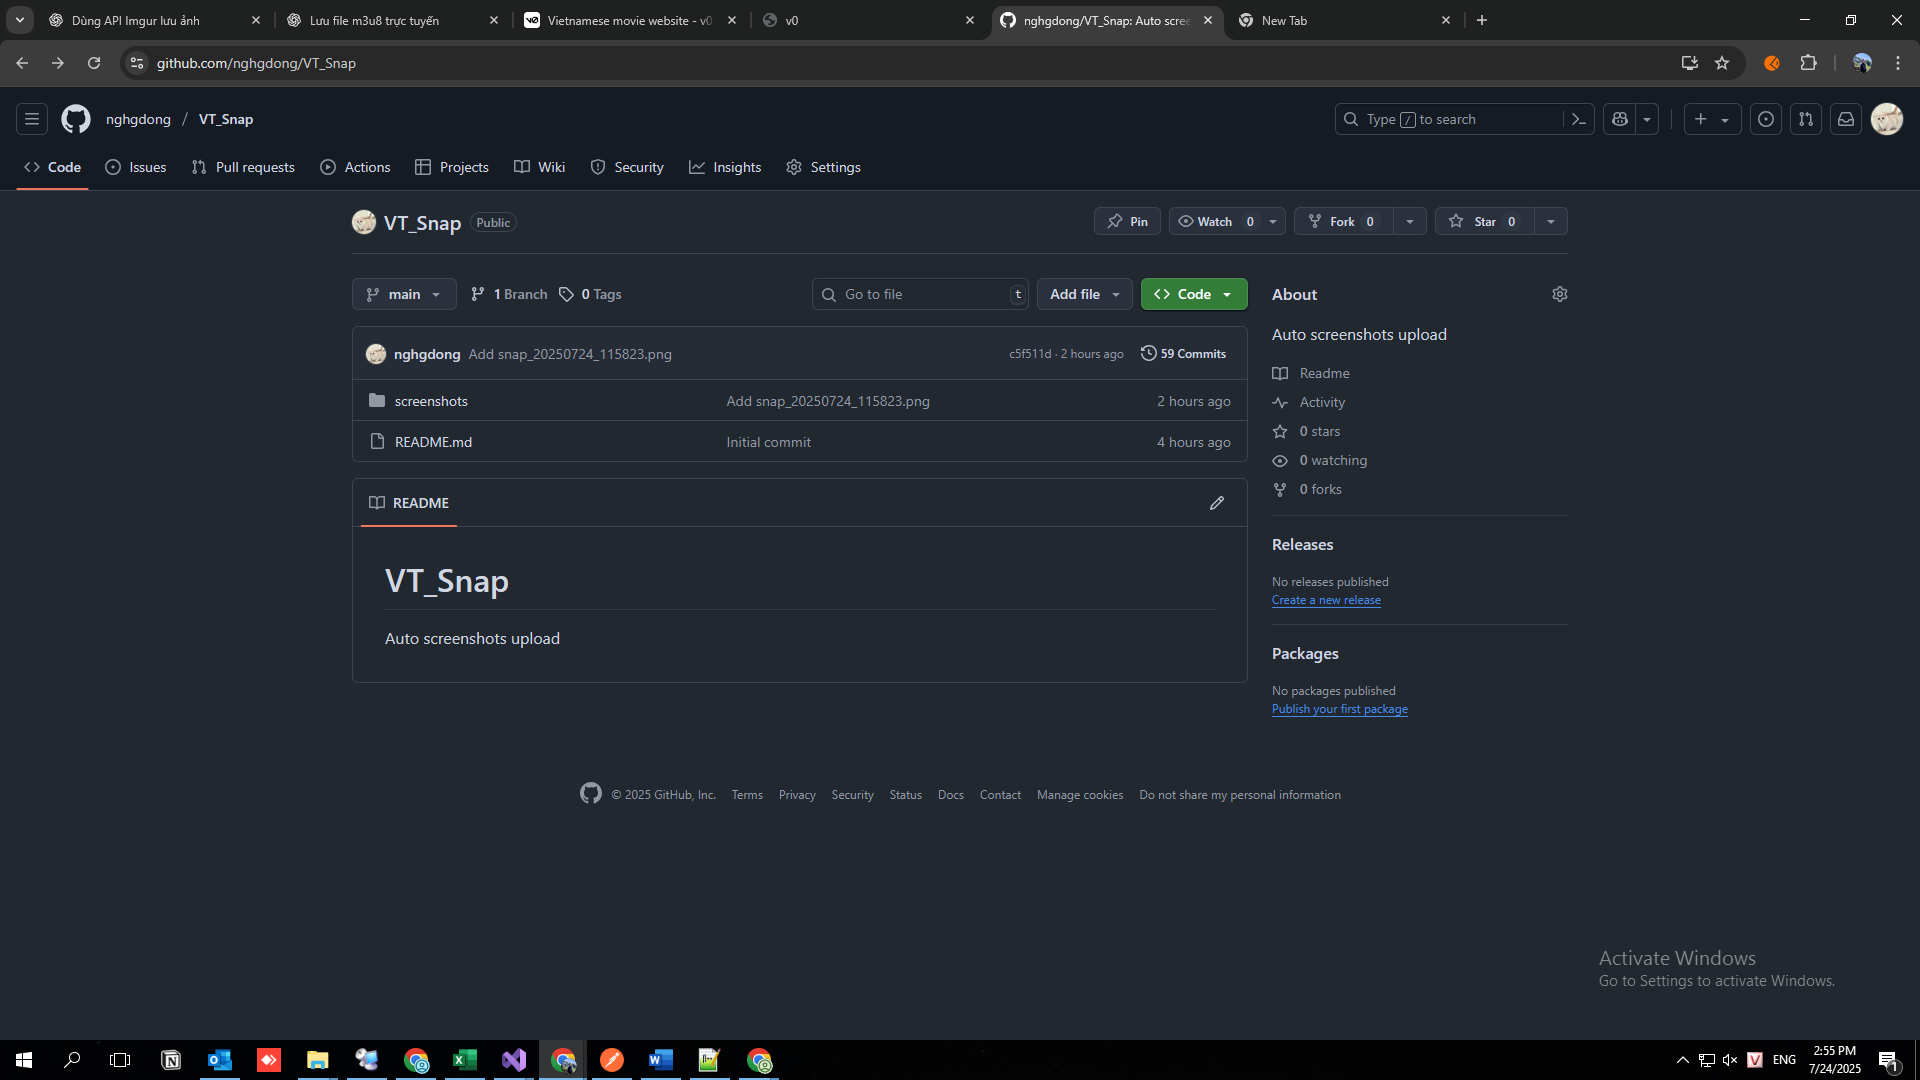 Dùng API Imgur lưu ảnh
Lưu file m3u8 trực tuyến
Vietnamese movie website - v0
v0
nghgdong/VT_Snap: Auto scree
New Tab
github.com/nghgdong/VT_Snap
nghgdong / VT_Snap
Type / to search
Code
Issues
Pull requests
Actions
Projects
Wiki
Security
Insights
Settings
VT_Snap Public
Pin
Watch 0
Fork 0
Star 0
main
1 Branch
0 Tags
Go to file t
Add file
Code
nghgdong Add snap_20250724_115823.png
c5f511d · 2 hours ago
59 Commits
screenshots Add snap_20250724_115823.png 2 hours ago
README.md Initial commit 4 hours ago
README
VT_Snap
Auto screenshots upload
About
Auto screenshots upload
Readme
Activity
0 stars
0 watching
0 forks
Releases
No releases published
Create a new release
Packages
No packages published
Publish your first package
© 2025 GitHub, Inc. Terms Privacy Security Status Docs Contact Manage cookies Do not share my personal information
Activate Windows
Go to Settings to activate Windows.
ENG
2:55 PM
7/24/2025
1